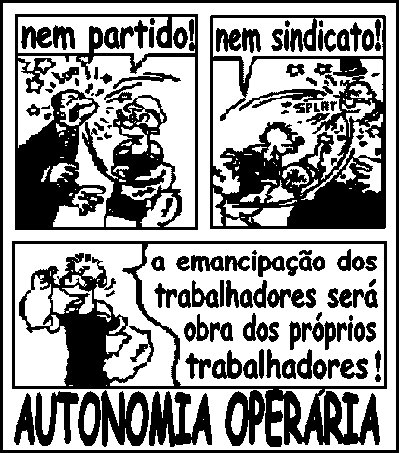 nem partido!
nem sindicato!
SPLAT!
a emancipação dos
trabalhadores será
obra dos próprios
trabalhadores!
AUTONOMIA OPERÁRIA